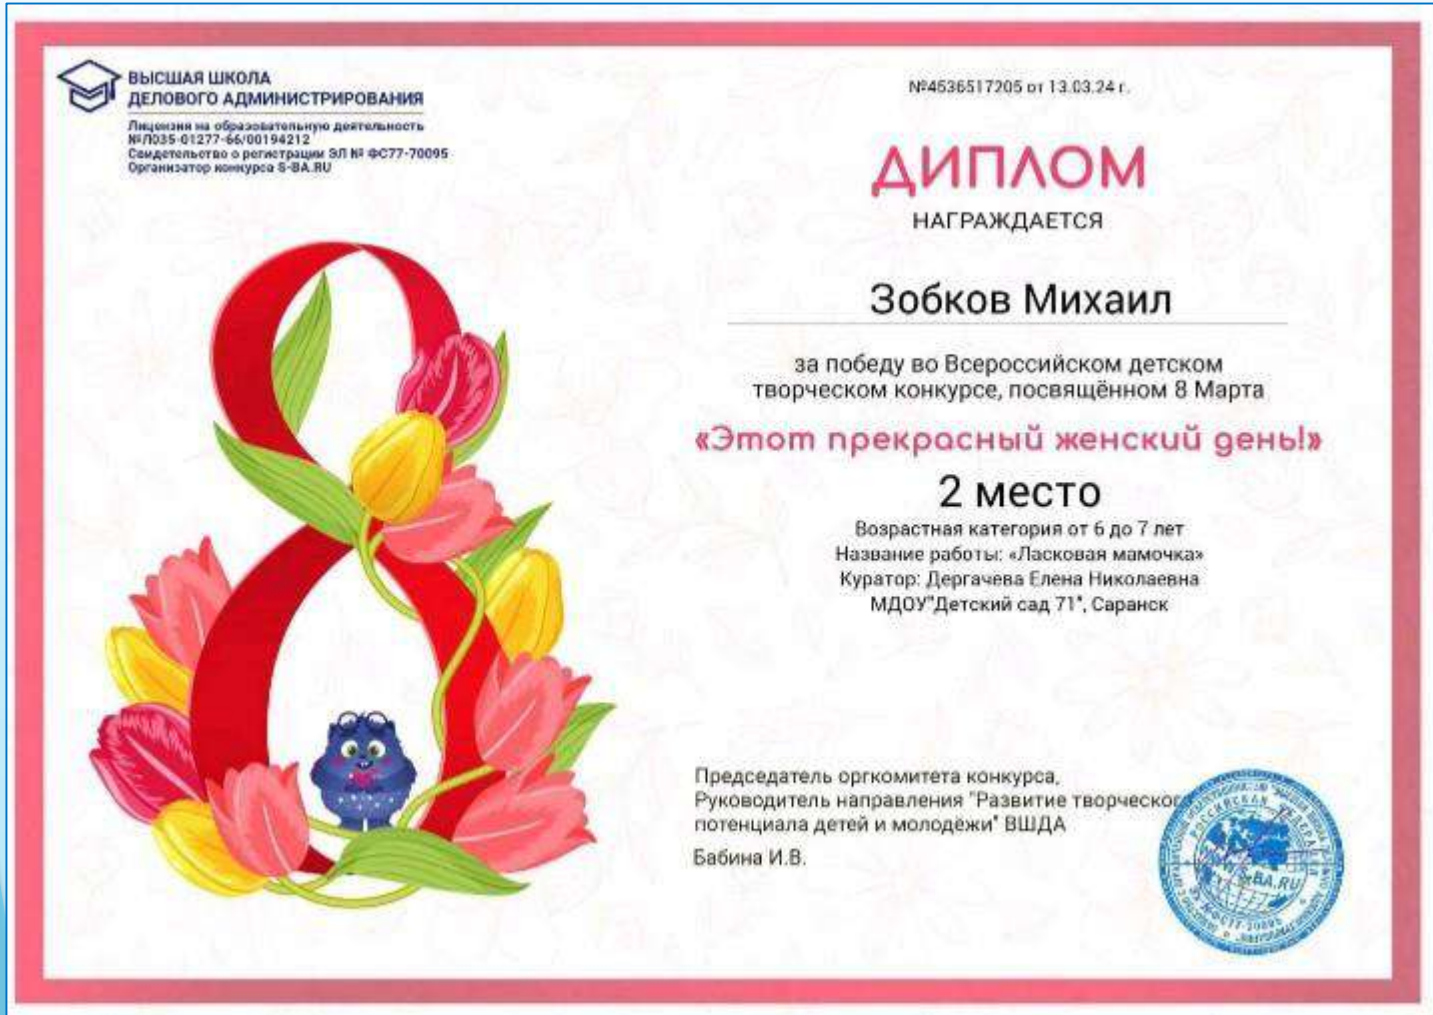 ВЫСШАЯ ШКОЛА
ДЕЛОВОГО АДМИНИСТРИРОВАНИЯ
Лицензия на образовательную деятельность
№Л035-01277-66/00194212
Свидетельство о регистрации ЭЛ № ФС77-70095
Организатор конкурса S-BA.RU
№4536517205 от 13.03.24 г.
ДИПЛОМ
НАГРАЖДАЕТСЯ
Зобков Михаил
за победу во Всероссийском детском
творческом конкурсе, посвящённом 8 Марта
«Этот прекрасный женский день!»
2 место
Возрастная категория от 6 до 7 лет
Название работы: «Ласковая мамочка»
Куратор: Дергачева Елена Николаевна
МДОУ"Детский сад 71", Саранск
Председатель оргкомитета конкурса,
Руководитель направления "Развитие творческог
потенциала детей и молодёжи" ВШДА
Бабина И.В.